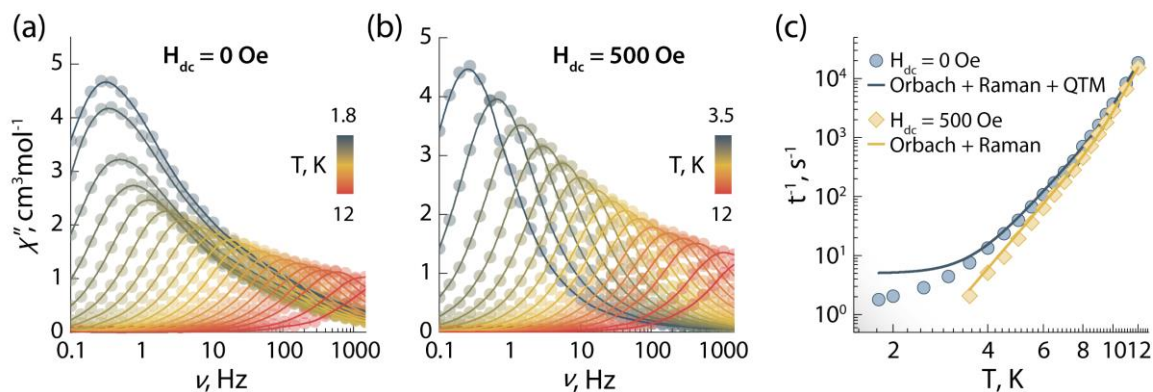 (a)
H_dc = 0 Oe
χ″, cm³mol⁻¹
5
4
3
2
1
0
1.8
T, K
12
0.1
1
10
100
1000
ν, Hz
(b)
H_dc = 500 Oe
5
4
3
2
1
0
3.5
T, K
12
0.1
1
10
100
1000
ν, Hz
(c)
H_dc = 0 Oe
Orbach + Raman + QTM
H_dc = 500 Oe
Orbach + Raman
t⁻¹, s⁻¹
10⁴
10³
10²
10¹
10⁰
2
4
6
8
1012
T, K